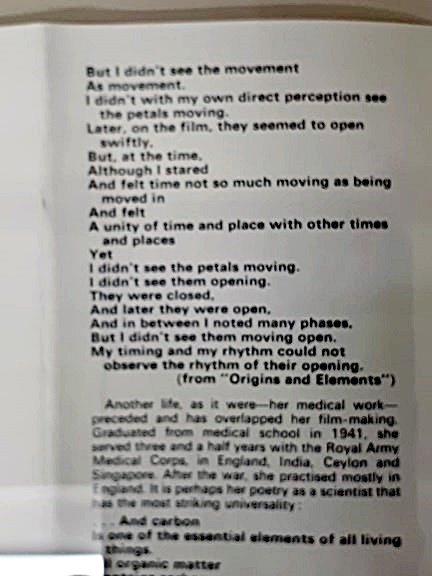 But I didn't see the movement
As movement.
I didn't with my own direct perception see
the petals moving.
Later, on the film, they seemed to open
swiftly,
But, at the time,
Although I stared
And felt time not so much moving as being
moved in
And felt
A unity of time and place with other times
and places
Yet
I didn't see the petals moving.
I didn't see them opening.
They were closed,
And later they were open,
And in between I noted many phases,
But I didn't see them moving open.
My timing and my rhythm could not
observe the rhythm of their opening.
(from "Origins and Elements")
Another life, as it were—her medical work—
preceded and has overlapped her film-making.
Graduated from medical school in 1941, she
served three and a half years with the Royal Army
Medical Corps, in England, India, Ceylon and
Singapore. After the war, she practised mostly in
England. It is perhaps her poetry as a scientist that
has the most striking universality:
. . . And carbon
Is one of the essential elements of all living
things.
organic matter